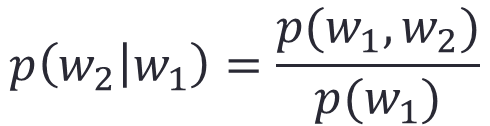 p(w₂|w₁) = p(w₁, w₂) / p(w₁)